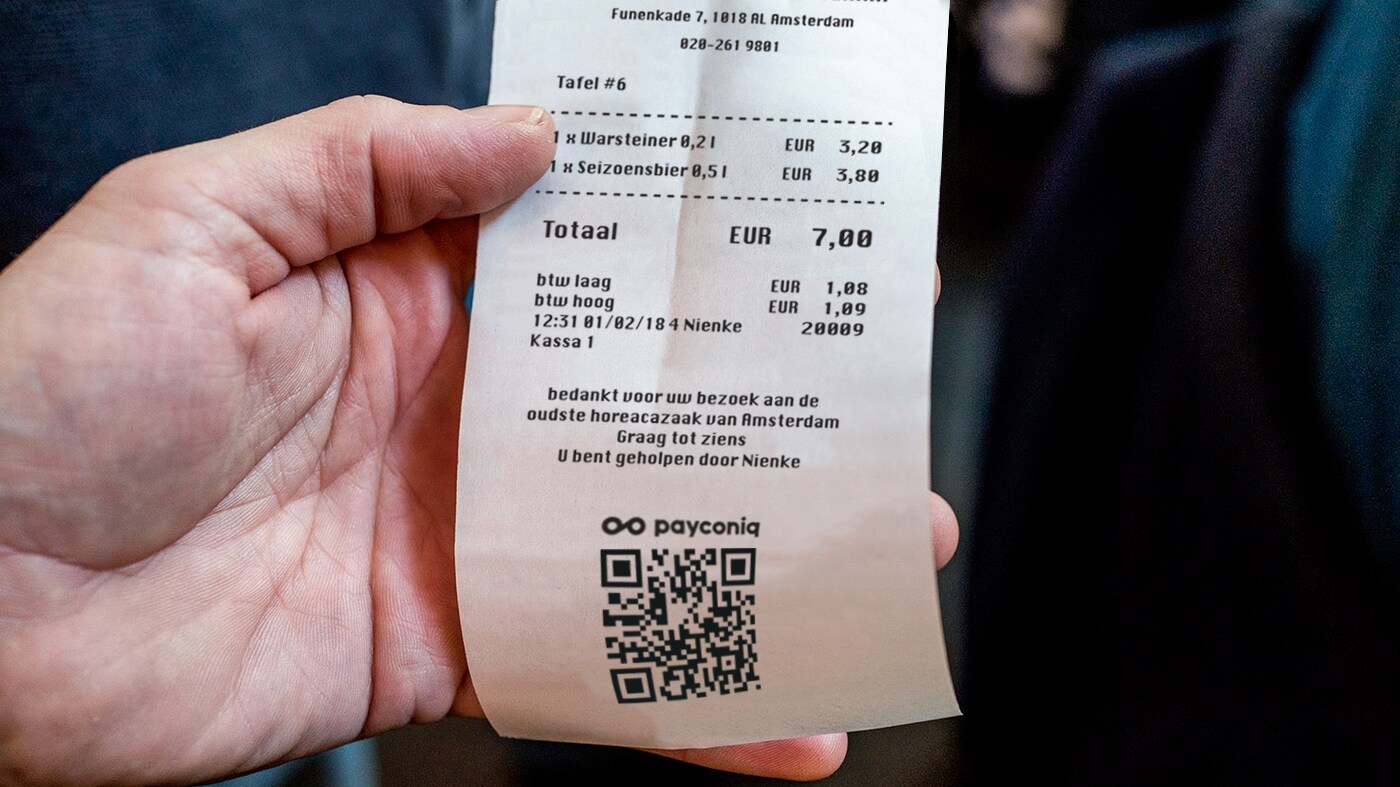 Funenkade 7, 1018 AL Amsterdam
020-261 9801
Tafel #6
1 x Warsteiner 0,2 l EUR 3,20
1 x Seizoensbier 0,5 l EUR 3,80
Totaal EUR 7,00
btw laag EUR 1,08
btw hoog EUR 1,09
12:31 01/02/18 4 Nienke 20009
Kassa 1
bedankt voor uw bezoek aan de
oudste horeacazaak van Amsterdam
Graag tot ziens
U bent geholpen door Nienke
payconiq